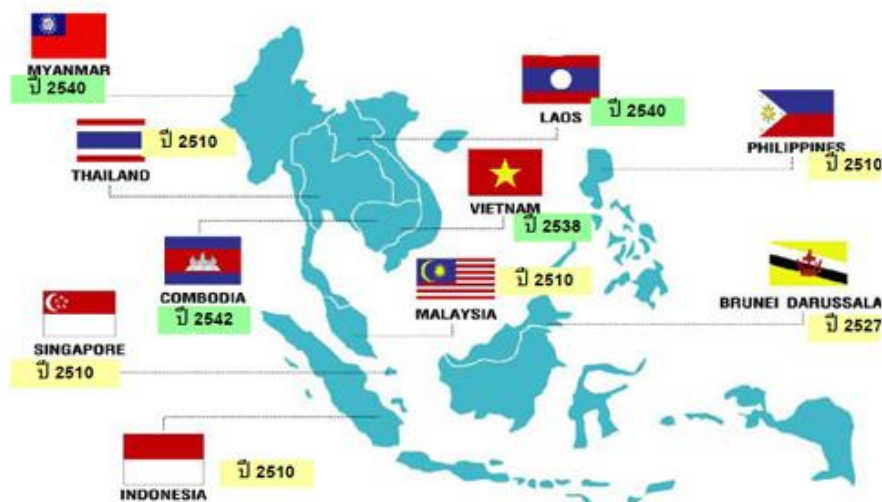 MYANMAR
ปี 2540
THAILAND
ปี 2510
LAOS
ปี 2540
PHILIPPINES
ปี 2510
VIETNAM
ปี 2538
COMBODIA
ปี 2542
MALAYSIA
ปี 2510
BRUNEI DARUSSALA
ปี 2527
SINGAPORE
ปี 2510
INDONESIA
ปี 2510